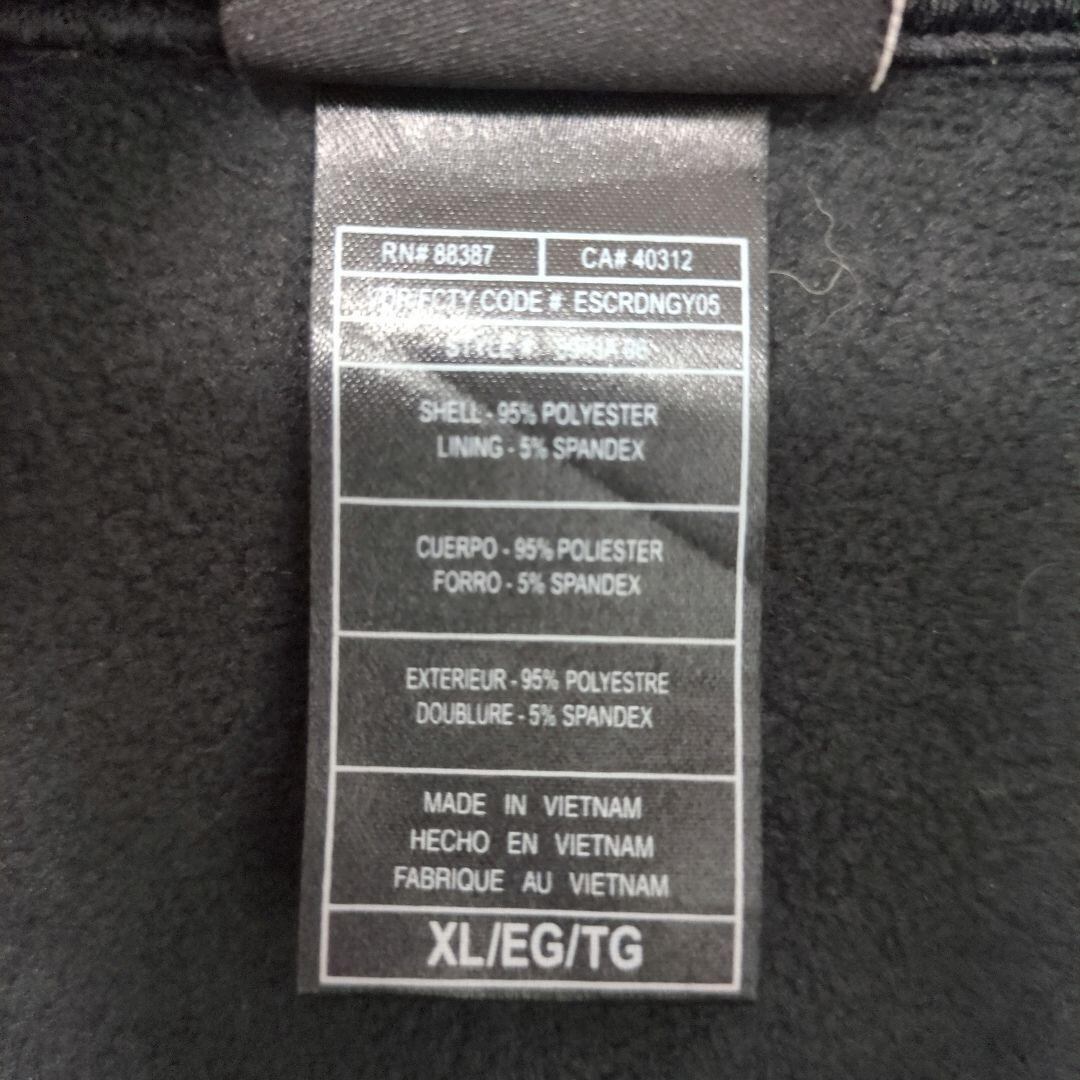 RN# 88387
CA# 40312
CODE # ESCRDNGY05
STYLE #
SHELL - 95% POLYESTER
LINING - 5% SPANDEX
CUERPO - 95% POLIESTER
FORRO - 5% SPANDEX
EXTERIEUR - 95% POLYESTRE
DOUBLURE - 5% SPANDEX
MADE IN VIETNAM
HECHO EN VIETNAM
FABRIQUE AU VIETNAM
XL/EG/TG